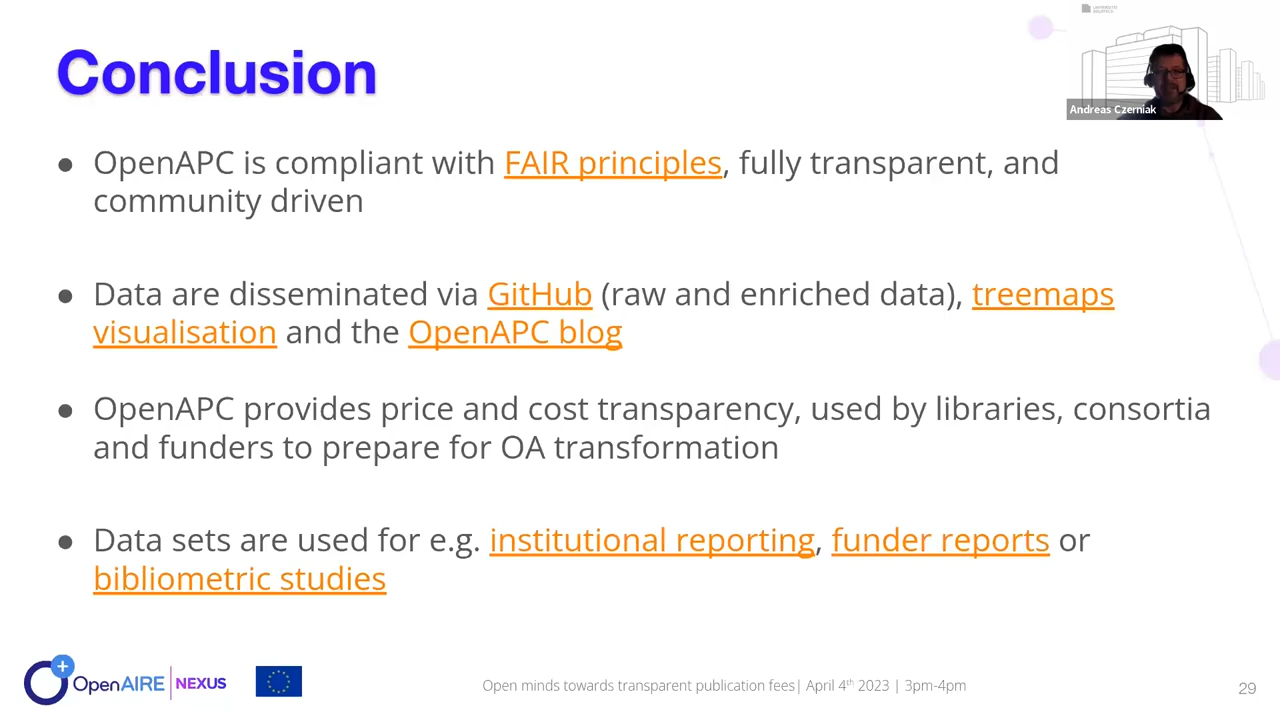 Conclusion
UNIVERSITÄT
BIELEFELD
Andreas Czerniak
● OpenAPC is compliant with FAIR principles, fully transparent, and
community driven
● Data are disseminated via GitHub (raw and enriched data), treemaps
visualisation and the OpenAPC blog
● OpenAPC provides price and cost transparency, used by libraries, consortia
and funders to prepare for OA transformation
● Data sets are used for e.g. institutional reporting, funder reports or
bibliometric studies
OpenAIRE | NEXUS
Open minds towards transparent publication fees| April 4th 2023 | 3pm-4pm
29